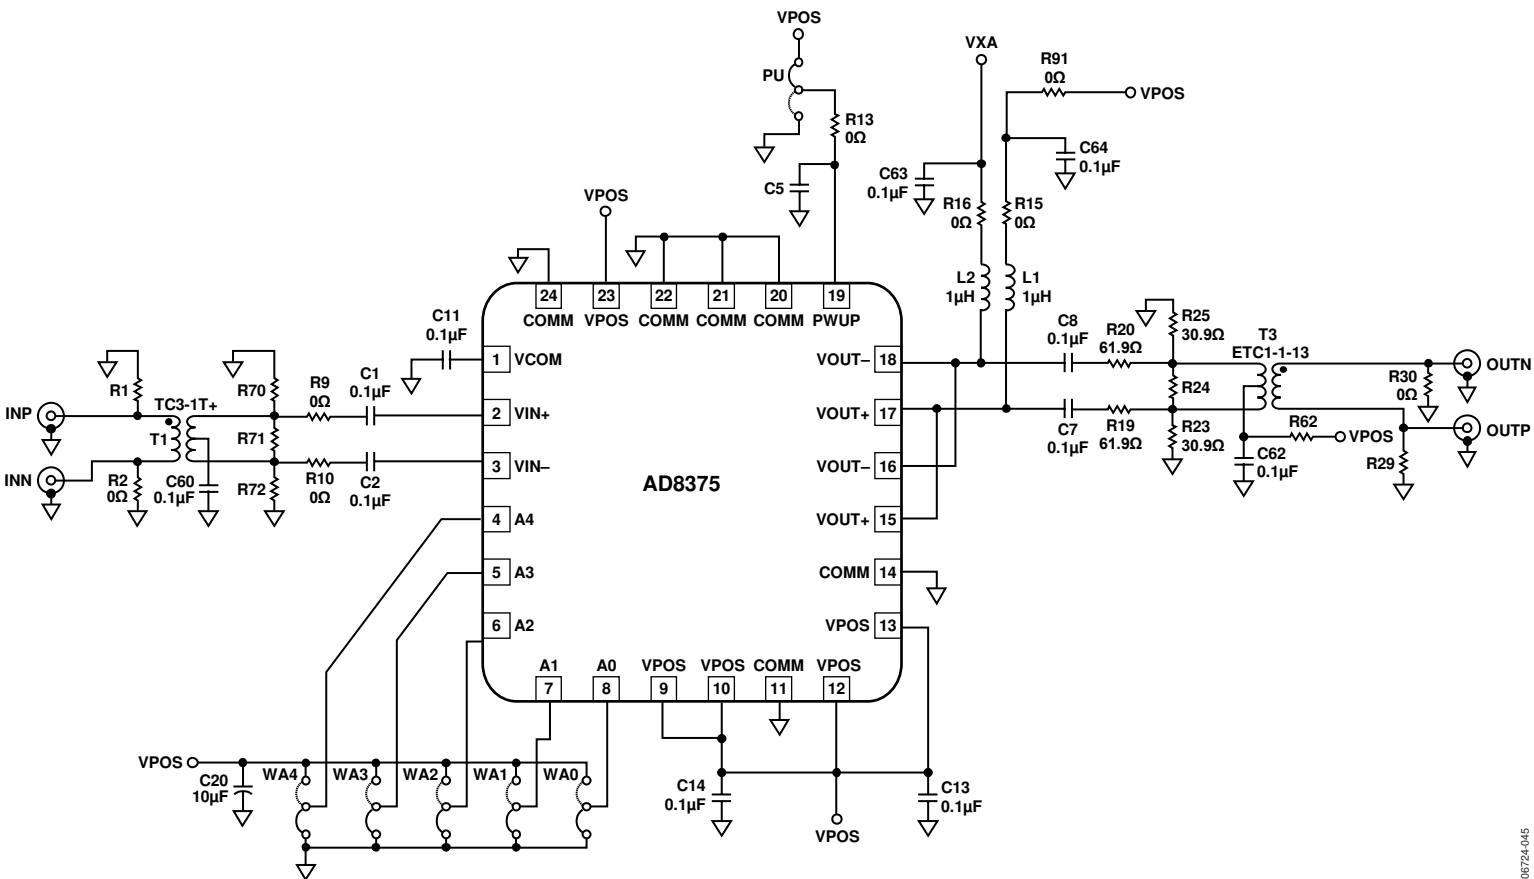 VPOS
PU
R13
0Ω
C5
VXA
R91
0Ω
VPOS
C64
0.1µF
C63
0.1µF
R16
0Ω
R15
0Ω
L2
1µH
L1
1µH
VPOS
24
23
22
21
20
19
COMM
VPOS
COMM
COMM
COMM
PWUP
C11
0.1µF
1
VCOM
2
VIN+
3
VIN–
4
A4
5
A3
6
A2
AD8375
VOUT–
18
VOUT+
17
VOUT–
16
VOUT+
15
COMM
14
VPOS
13
A1
A0
VPOS
VPOS
COMM
VPOS
7
8
9
10
11
12
INP
INN
R1
R2
0Ω
TC3-1T+
T1
C60
0.1µF
R70
R71
R72
R9
0Ω
R10
0Ω
C1
0.1µF
C2
0.1µF
C8
0.1µF
C7
0.1µF
R20
61.9Ω
R19
61.9Ω
R25
30.9Ω
R24
R23
30.9Ω
T3
ETC1-1-13
R62
VPOS
C62
0.1µF
R30
0Ω
R29
OUTN
OUTP
VPOS
C20
10µF
WA4
WA3
WA2
WA1
WA0
C14
0.1µF
VPOS
C13
0.1µF
06724-045